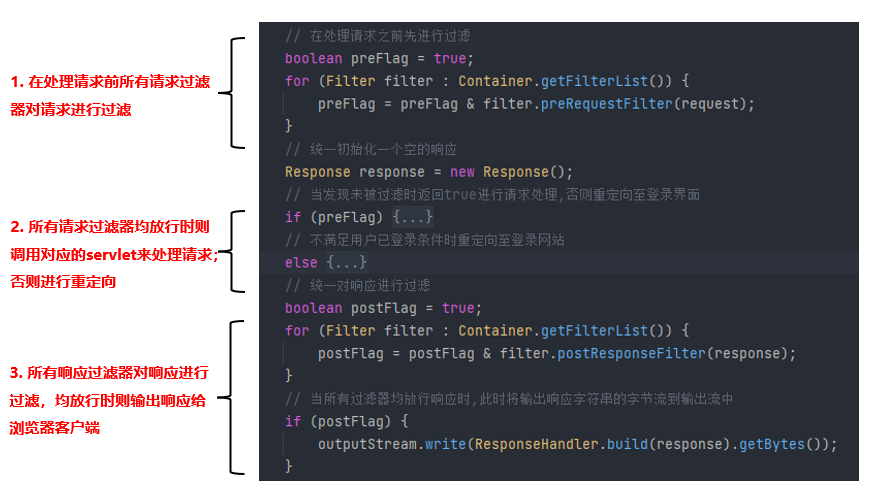 // 在处理请求之前先进行过滤
boolean preFlag = true;
for (Filter filter : Container.getFilterList()) {
preFlag = preFlag & filter.preRequestFilter(request);
}
// 统一初始化一个空的响应
Response response = new Response();
// 当发现未被过滤时返回true进行请求处理,否则重定向至登录界面
if (preFlag) {...}
// 不满足用户已登录条件时重定向至登录网站
else {...}
// 统一对响应进行过滤
boolean postFlag = true;
for (Filter filter : Container.getFilterList()) {
postFlag = postFlag & filter.postResponseFilter(response);
}
// 当所有过滤器均放行响应时,此时将输出响应字符串的字节流到输出流中
if (postFlag) {
outputStream.write(ResponseHandler.build(response).getBytes());
}
1. 在处理请求前所有请求过滤
器对请求进行过滤
2. 所有请求过滤器均放行时则
调用对应的servlet来处理请求;
否则进行重定向
3. 所有响应过滤器对响应进行
过滤，均放行时则输出响应给
浏览器客户端